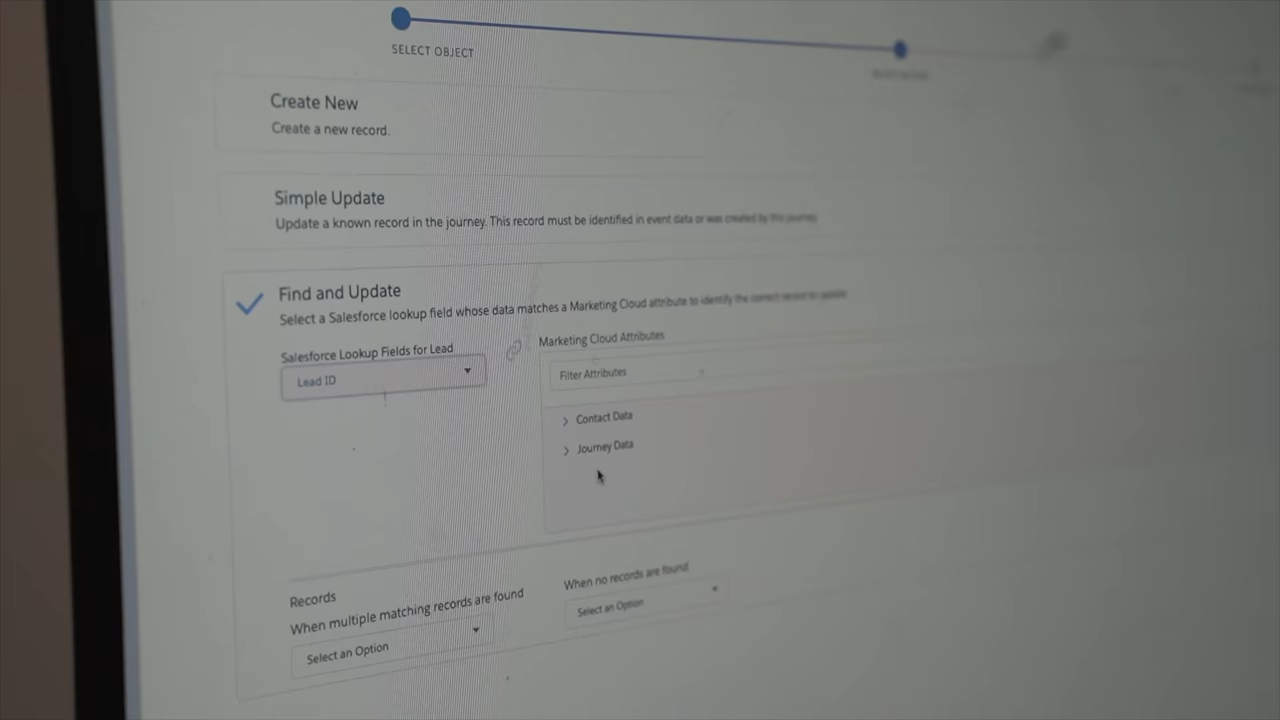 SELECT OBJECT
Create New
Create a new record.
Simple Update
Update a known record in the journey. This record must be identified in event data or was created by this journey
Find and Update
Select a Salesforce lookup field whose data matches a Marketing Cloud attribute to identify the correct record to update
Salesforce Lookup Fields for Lead
Marketing Cloud Attributes
Lead ID
Filter Attributes
Contact Data
Journey Data
Records
When multiple matching records are found
When no records are found
Select an Option
Select an Option